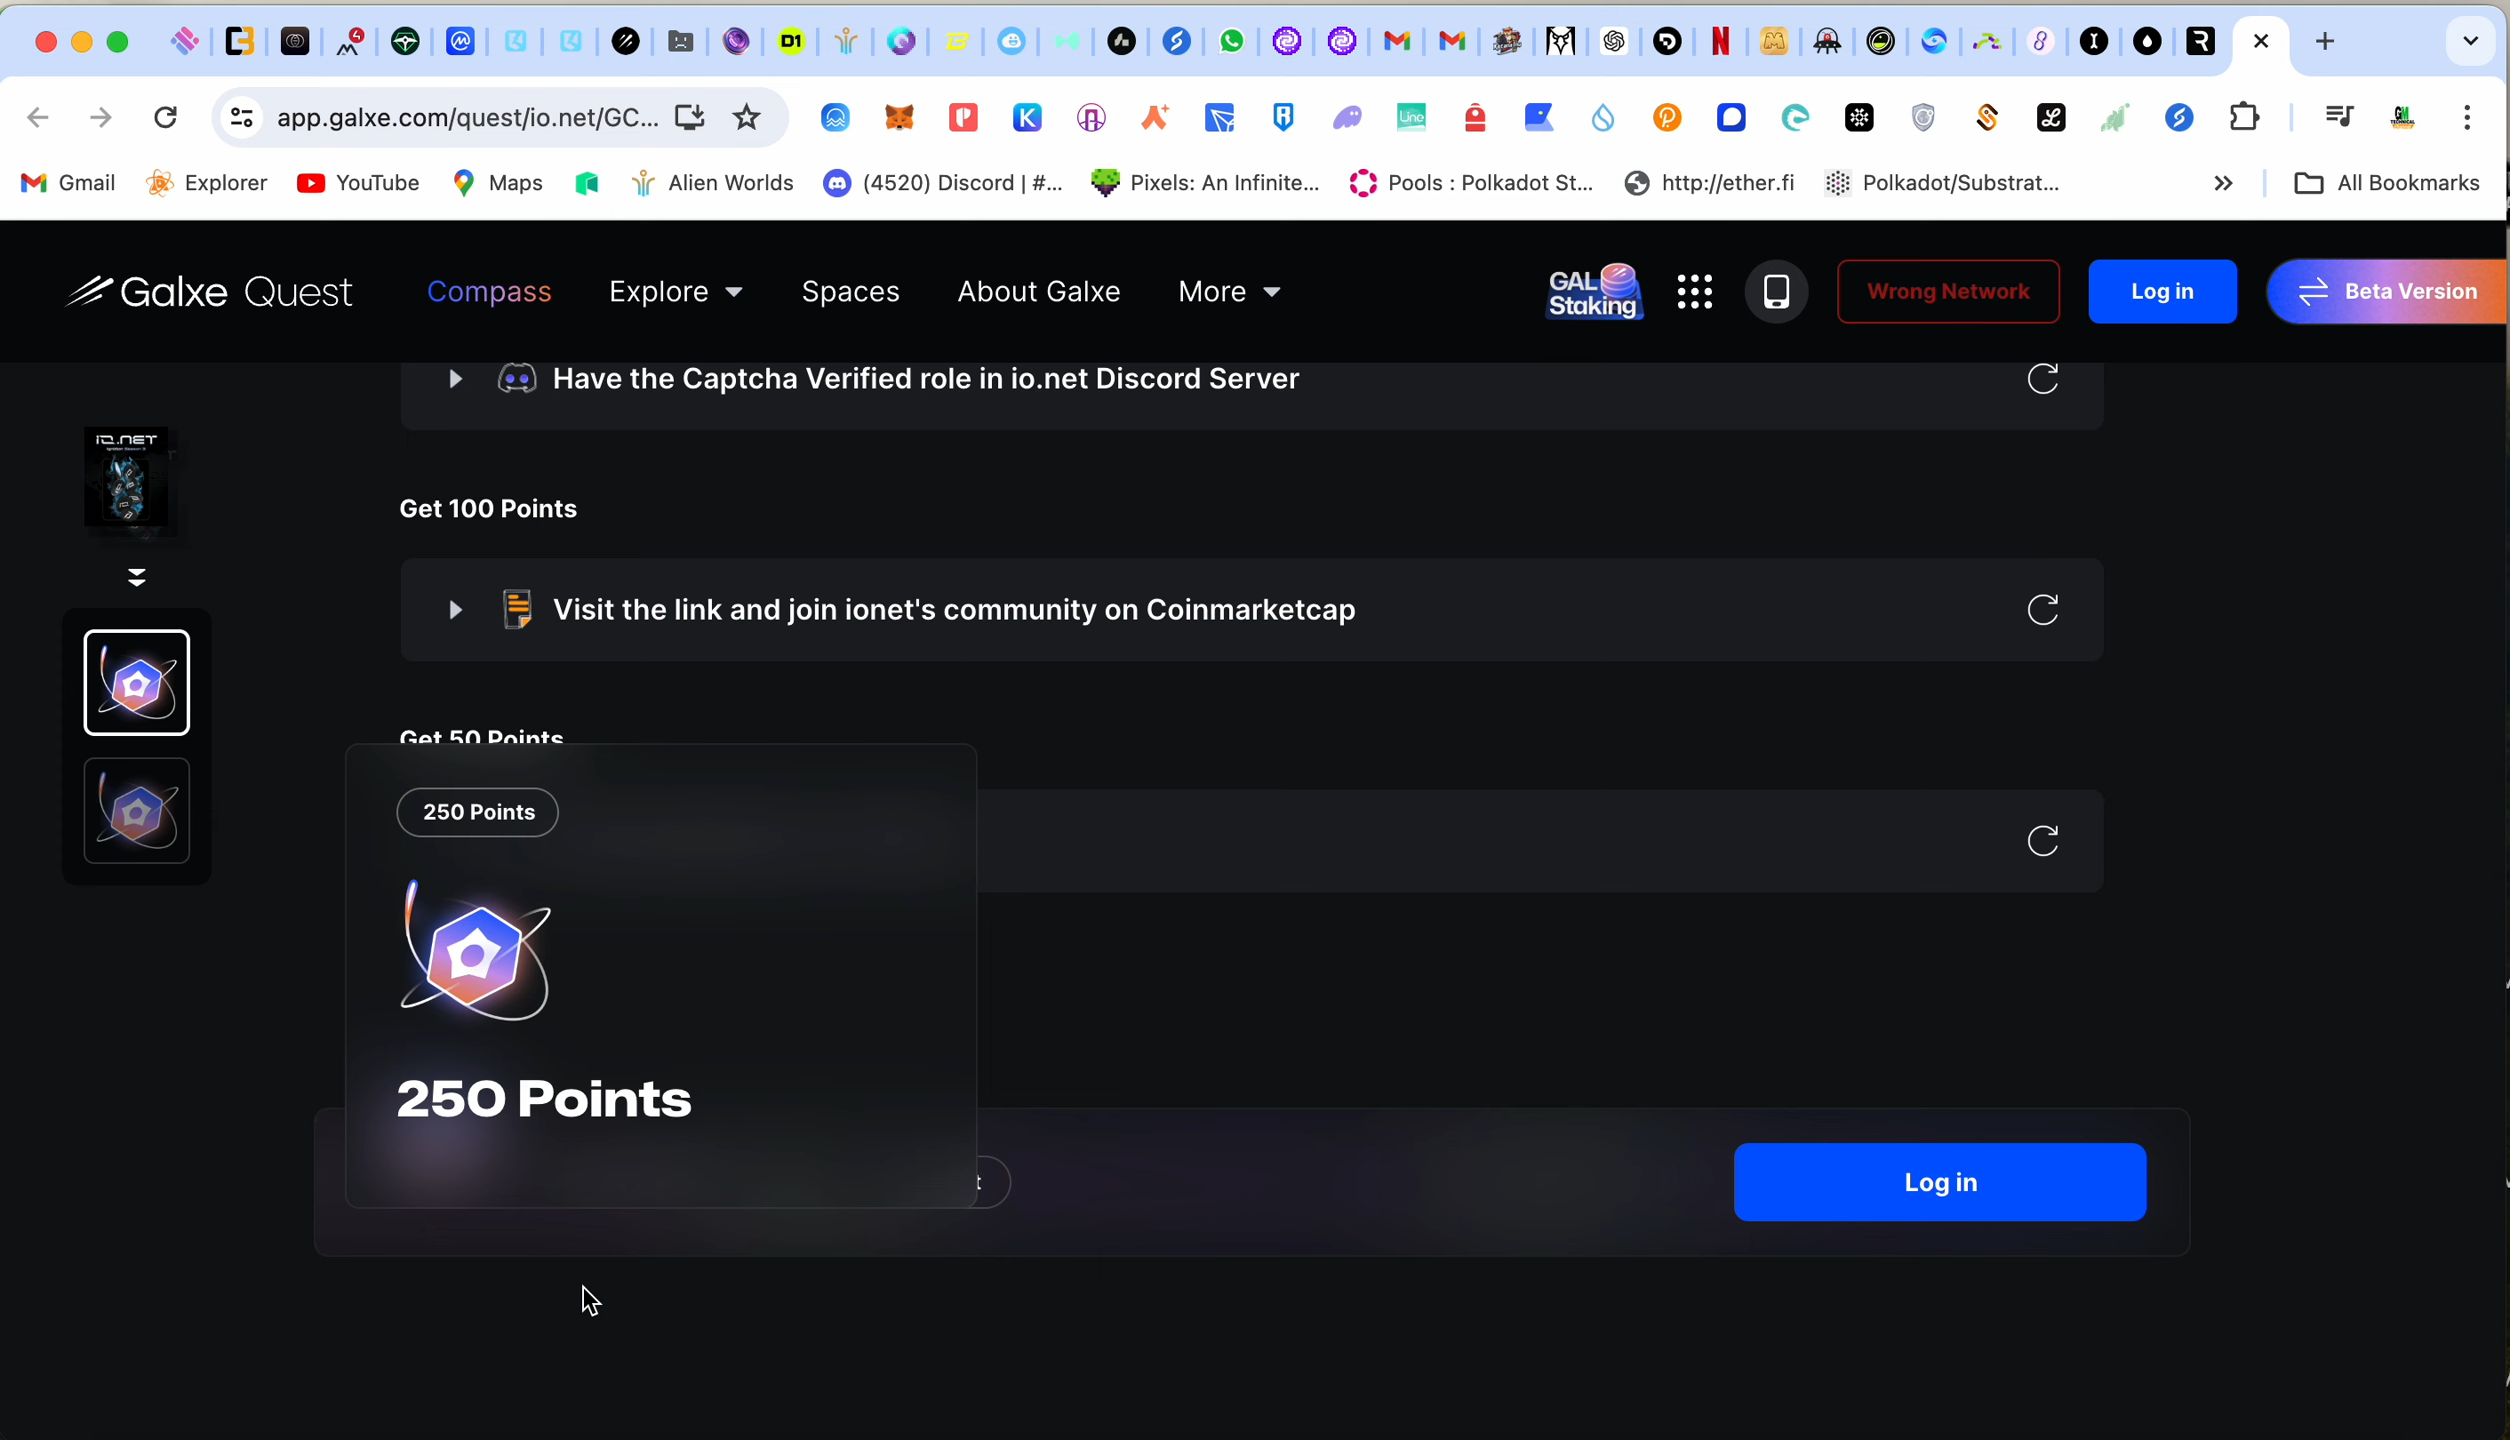 app.galxe.com/quest/io.net/GC...
Gmail
Explorer
YouTube
Maps
Alien Worlds
(4520) Discord | #...
Pixels: An Infinite...
Pools : Polkadot St...
http://ether.fi
Polkadot/Substrat...
All Bookmarks
Galxe Quest
Compass
Explore
Spaces
About Galxe
More
GAL Staking
Wrong Network
Log in
Beta Version
Have the Captcha Verified role in io.net Discord Server
IO.NET
Get 100 Points
Visit the link and join ionet's community on Coinmarketcap
Get 50 Points
250 Points
250 Points
Log in